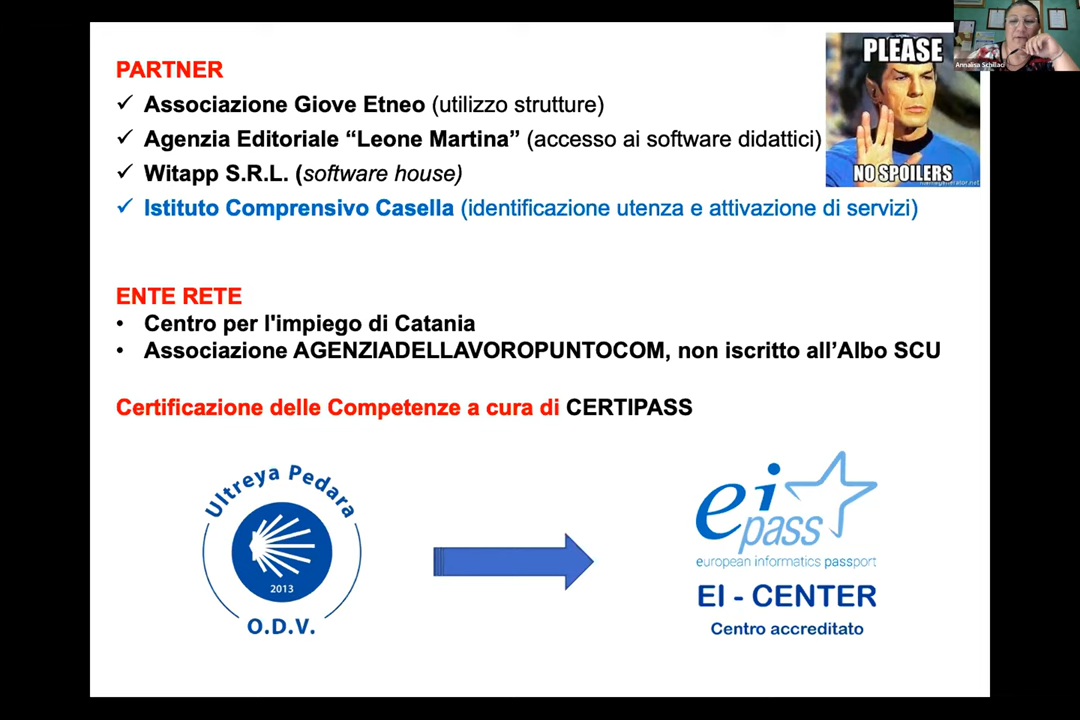 PARTNER
✓ Associazione Giove Etneo (utilizzo strutture)
✓ Agenzia Editoriale “Leone Martina” (accesso ai software didattici)
✓ Witapp S.R.L. (software house)
✓ Istituto Comprensivo Casella (identificazione utenza e attivazione di servizi)
PLEASE
NO SPOILERS
Annalisa Schillaci
ENTE RETE
• Centro per l'impiego di Catania
• Associazione AGENZIADELLAVOROPUNTOCOM, non iscritto all’Albo SCU
Certificazione delle Competenze a cura di CERTIPASS
Ultreya Pedara
2013
O.D.V.
ei
pass
european informatics passport
EI - CENTER
Centro accreditato